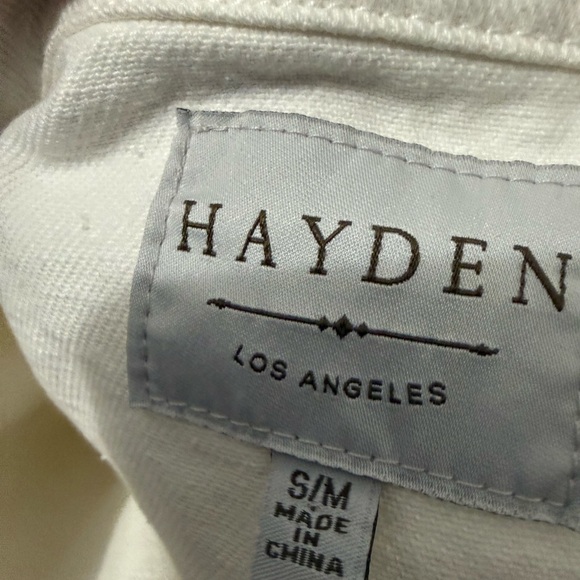 HAYDEN
LOS ANGELES
S/M
MADE
IN
CHINA